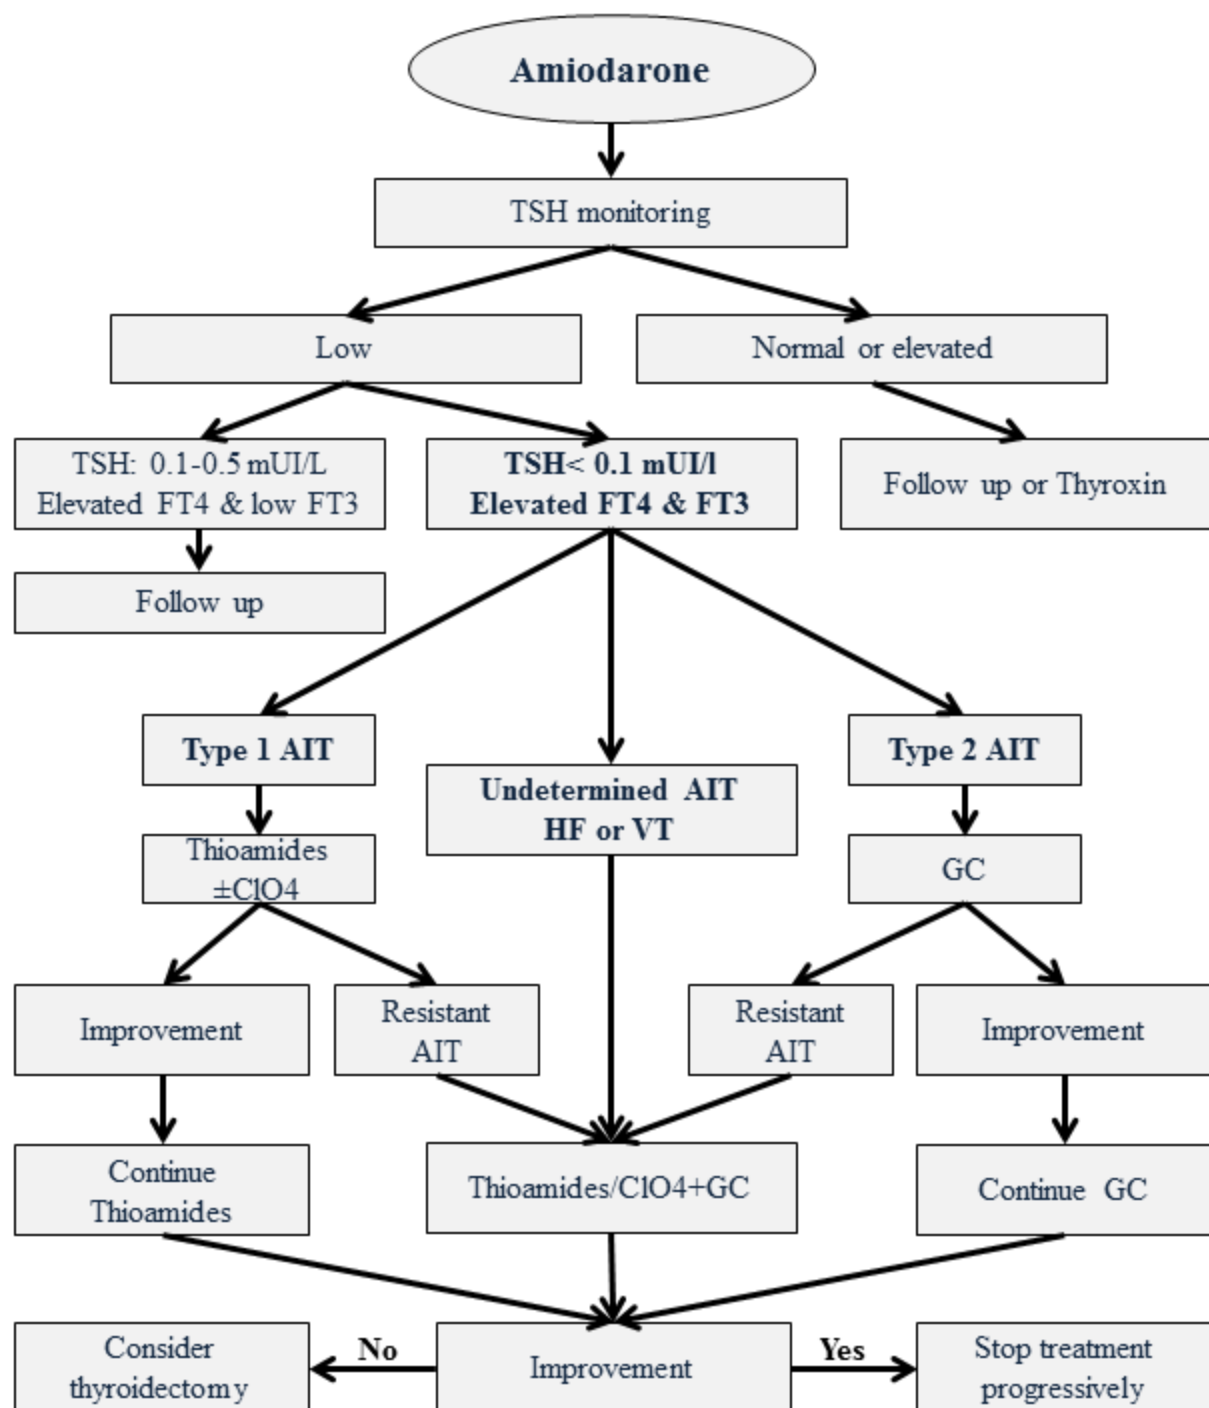 Amiodarone
TSH monitoring
Low
Normal or elevated
TSH: 0.1-0.5 mUI/L
Elevated FT4 & low FT3
TSH< 0.1 mUI/l
Elevated FT4 & FT3
Follow up or Thyroxin
Follow up
Type 1 AIT
Undetermined AIT
HF or VT
Type 2 AIT
Thioamides
±ClO4
GC
Improvement
Resistant
AIT
Resistant
AIT
Improvement
Continue
Thioamides
Thioamides/ClO4+GC
Continue GC
Consider
thyroidectomy
No
Improvement
Yes
Stop treatment
progressively